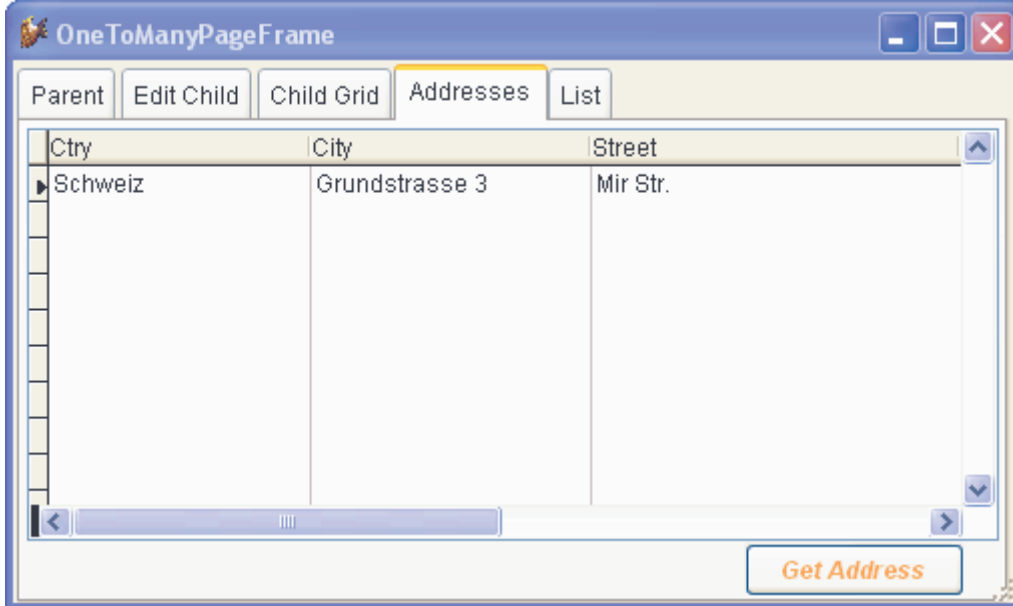 OneToManyPageFrame
Parent Edit Child Child Grid Addresses List
Ctry City Street
Schweiz Grundstrasse 3 Mir Str.
Get Address